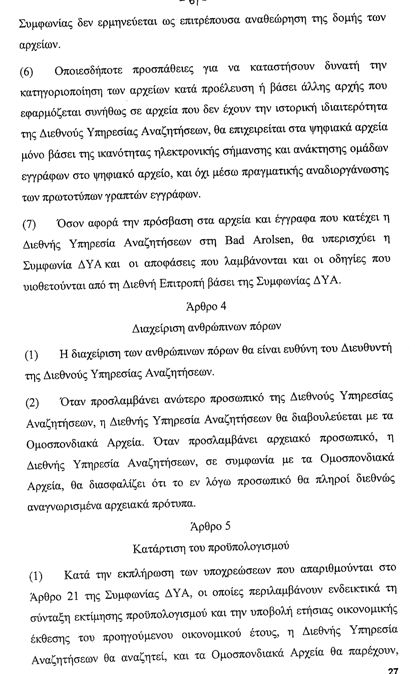 - 6 -
Συμφωνίας δεν ερμηνεύεται ως επιτρέπουσα αναθεώρηση της δομής των
αρχείων.
(6) Οποιεσδήποτε προσπάθειες για να καταστήσουν δυνατή την
κατηγοριοποίηση των αρχείων κατά προέλευση ή βάσει άλλης αρχής που
εφαρμόζεται συνήθως σε αρχεία που δεν έχουν την ιστορική ιδιαιτερότητα
της Διεθνούς Υπηρεσίας Αναζητήσεων, θα επιχειρείται στα ψηφιακά αρχεία
μόνο βάσει της ικανότητας ηλεκτρονικής σήμανσης και ανάκτησης ομάδων
εγγράφων στο ψηφιακό αρχείο, και όχι μέσω πραγματικής αναδιοργάνωσης
των πρωτοτύπων γραπτών εγγράφων.
(7) Όσον αφορά την πρόσβαση στα αρχεία και έγγραφα που κατέχει η
Διεθνής Υπηρεσία Αναζητήσεων στη Bad Arolsen, θα υπερισχύει η
Συμφωνία ΔΥΑ και οι αποφάσεις που λαμβάνονται και οι οδηγίες που
υιοθετούνται από τη Διεθνή Επιτροπή βάσει της Συμφωνίας ΔΥΑ.
Άρθρο 4
Διαχείριση ανθρώπινων πόρων
(1) Η διαχείριση των ανθρώπινων πόρων θα είναι ευθύνη του Διευθυντή
της Διεθνούς Υπηρεσίας Αναζητήσεων.
(2) Όταν προσλαμβάνει ανώτερο προσωπικό της Διεθνούς Υπηρεσίας
Αναζητήσεων, η Διεθνής Υπηρεσία Αναζητήσεων θα διαβουλεύεται με τα
Ομοσπονδιακά Αρχεία. Όταν προσλαμβάνει αρχειακό προσωπικό, η
Διεθνής Υπηρεσία Αναζητήσεων, σε συμφωνία με τα Ομοσπονδιακά
Αρχεία, θα διασφαλίζει ότι το εν λόγω προσωπικό θα πληροί διεθνώς
αναγνωρισμένα αρχειακά πρότυπα.
Άρθρο 5
Κατάρτιση του προϋπολογισμού
(1) Κατά την εκπλήρωση των υποχρεώσεων που απαριθμούνται στο
Άρθρο 21 της Συμφωνίας ΔΥΑ, οι οποίες περιλαμβάνουν ενδεικτικά τη
σύνταξη εκτίμησης προϋπολογισμού και την υποβολή ετήσιας οικονομικής
έκθεσης του προηγούμενου οικονομικού έτους, η Διεθνής Υπηρεσία
Αναζητήσεων θα αναζητεί, και τα Ομοσπονδιακά Αρχεία θα παρέχουν,
27